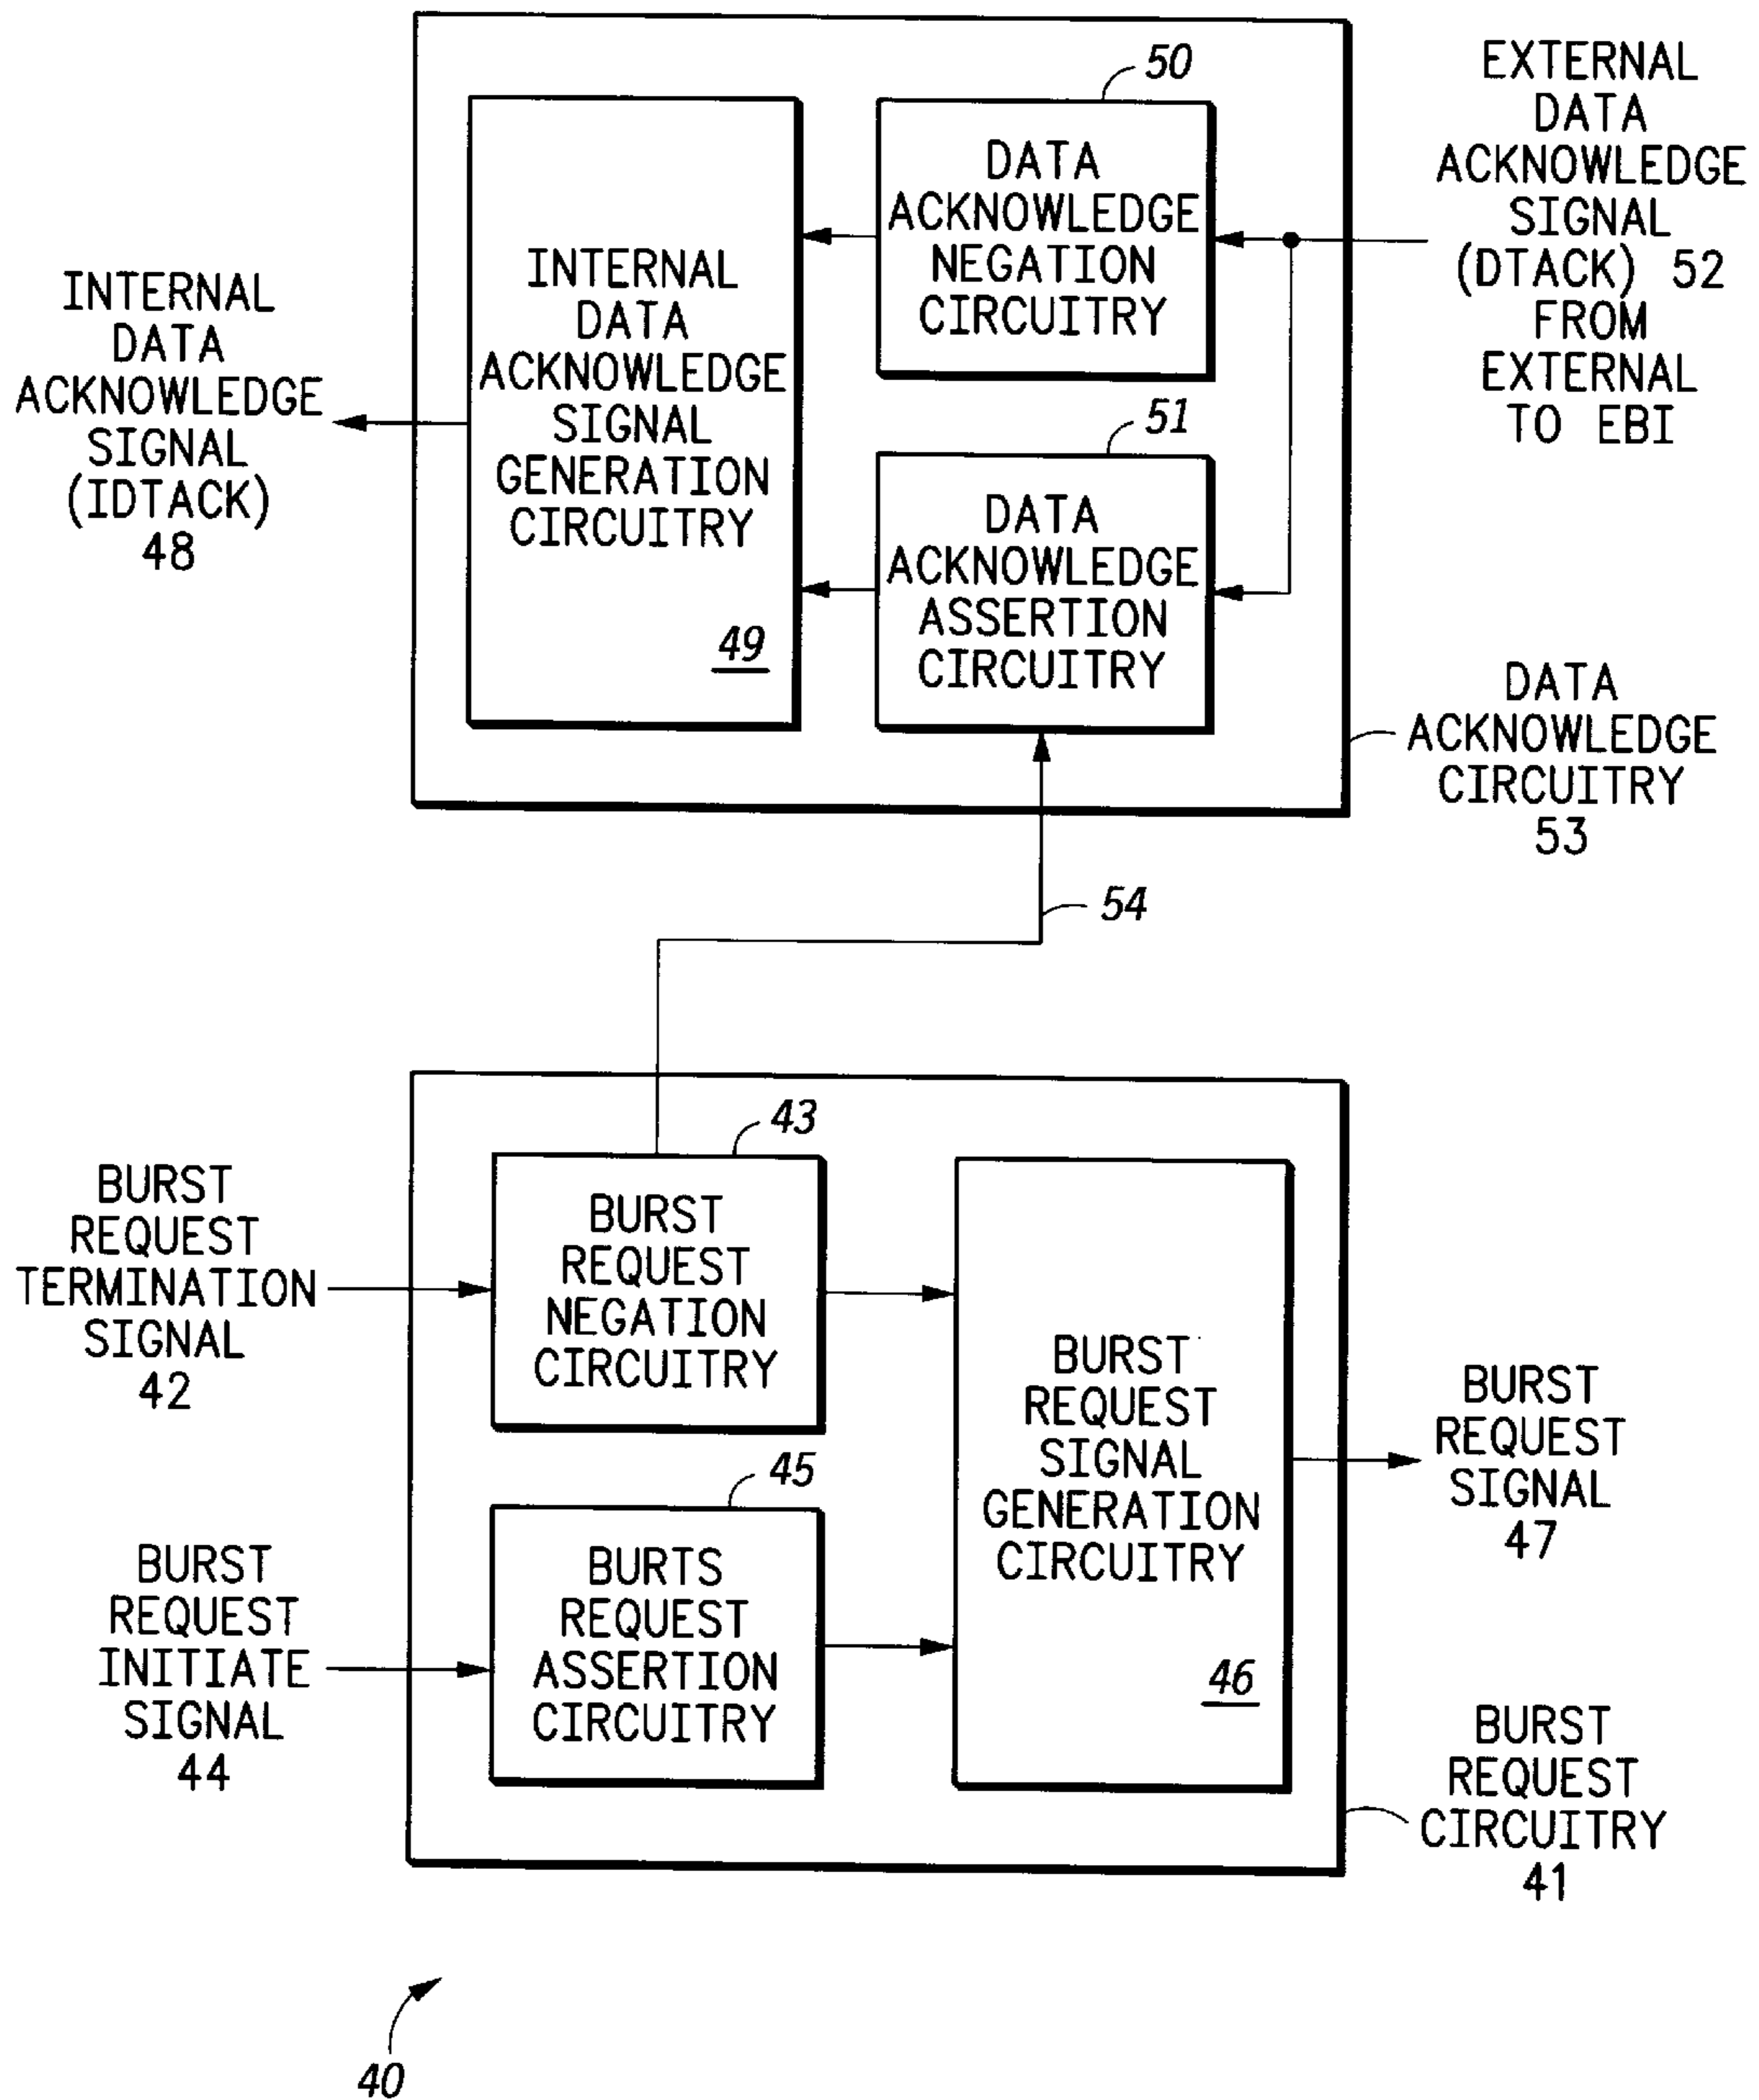 50
EXTERNAL
DATA
ACKNOWLEDGE
SIGNAL
(DTACK) 52
FROM
EXTERNAL
TO EBI
DATA
ACKNOWLEDGE
NEGATION
CIRCUITRY
INTERNAL
DATA
ACKNOWLEDGE
SIGNAL
GENERATION
CIRCUITRY
49
INTERNAL
DATA
ACKNOWLEDGE
SIGNAL
(IDTACK)
48
51
DATA
ACKNOWLEDGE
ASSERTION
CIRCUITRY
DATA
ACKNOWLEDGE
CIRCUITRY
53
54
43
BURST
REQUEST
TERMINATION
SIGNAL
42
BURST
REQUEST
NEGATION
CIRCUITRY
BURST
REQUEST
SIGNAL
GENERATION
CIRCUITRY
46
BURST
REQUEST
SIGNAL
47
45
BURST
REQUEST
INITIATE
SIGNAL
44
BURTS
REQUEST
ASSERTION
CIRCUITRY
BURST
REQUEST
CIRCUITRY
41
40